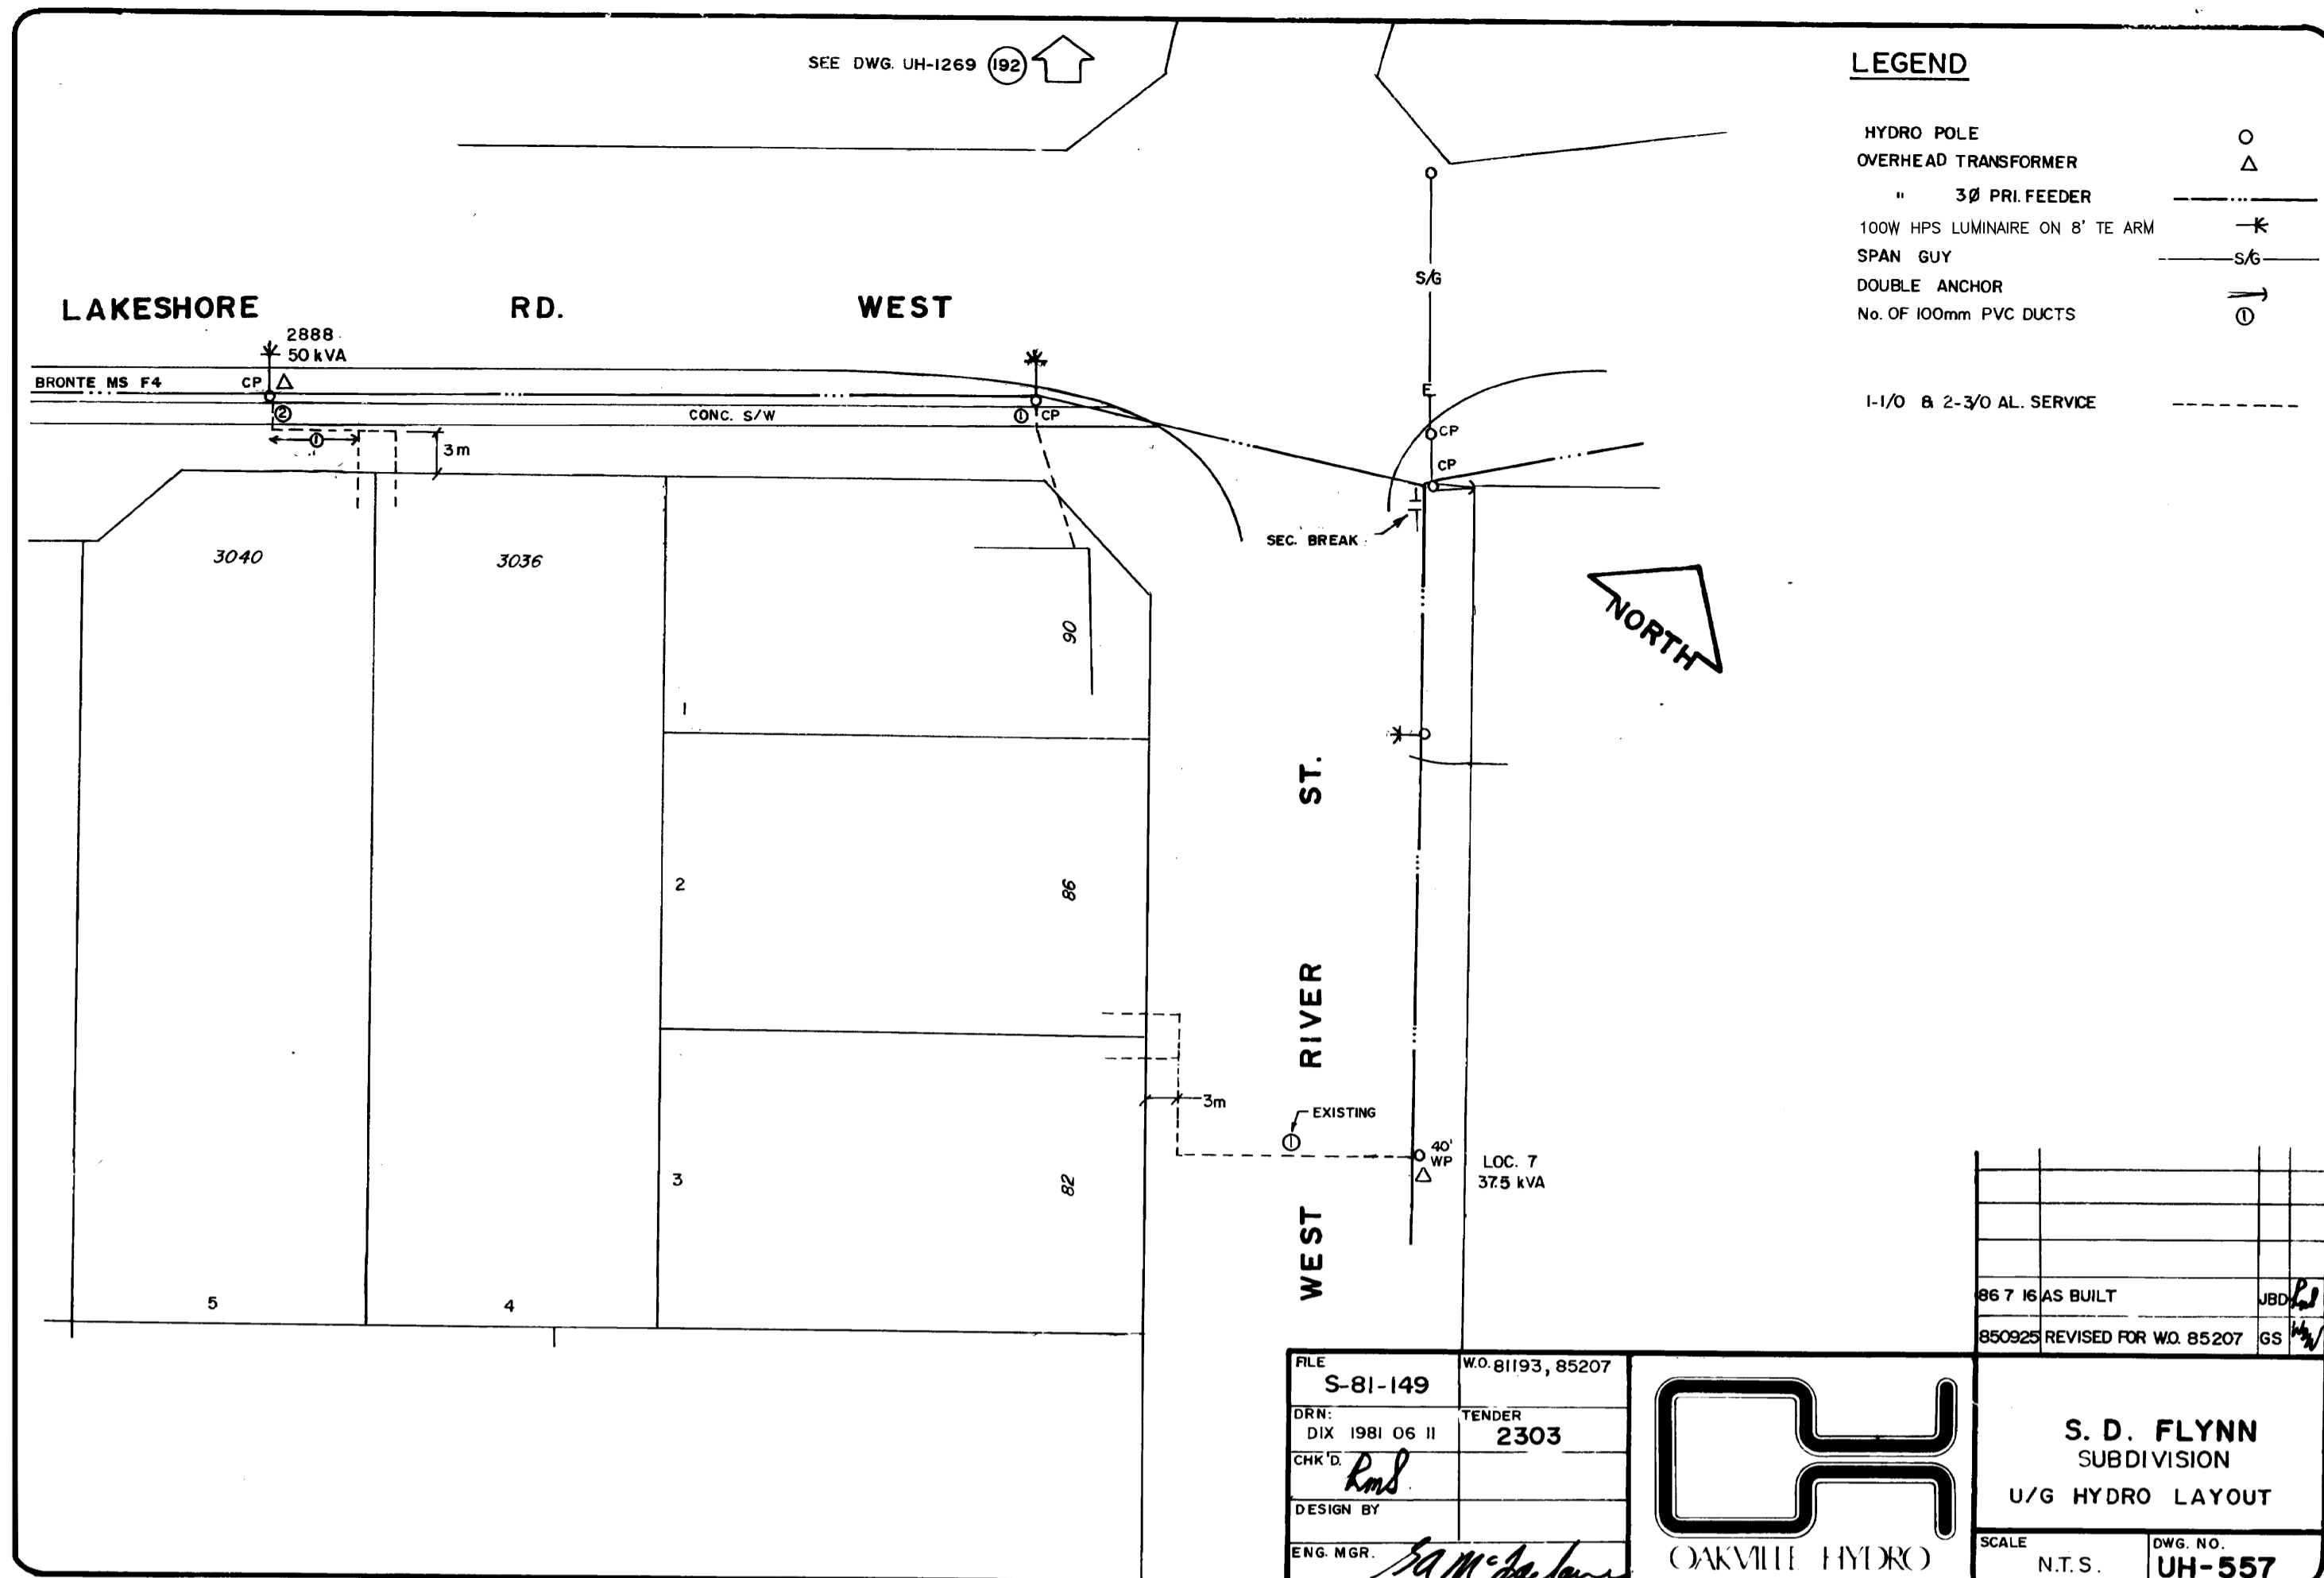 SEE DWG. UH-1269 192
LEGEND
HYDRO POLE
OVERHEAD TRANSFORMER
" 3Ø PRI. FEEDER
100W HPS LUMINAIRE ON 8' TE ARM
SPAN GUY S/G
DOUBLE ANCHOR
No. OF 100mm PVC DUCTS 1
1-1/0 & 2-3/0 AL. SERVICE
S/G
LAKESHORE RD. WEST
2888
50 kVA
BRONTE MS F4
CP
2
CONC. S/W
1 CP
1
3m
E
CP
CP
SEC. BREAK
NORTH
3040
3036
90
1
2
86
3
82
5
4
WEST RIVER ST.
3m
EXISTING
1
40'
WP
LOC. 7
37.5 kVA
86 7 16 AS BUILT JBD
850925 REVISED FOR W.O. 85207 GS
FILE
S-81-149
W.O. 81193, 85207
DRN:
DIX 1981 06 11
TENDER
2303
CHK'D.
DESIGN BY
ENG. MGR.
OAKVILLE HYDRO
S. D. FLYNN
SUBDIVISION
U/G HYDRO LAYOUT
SCALE
N.T.S.
DWG. NO.
UH-557